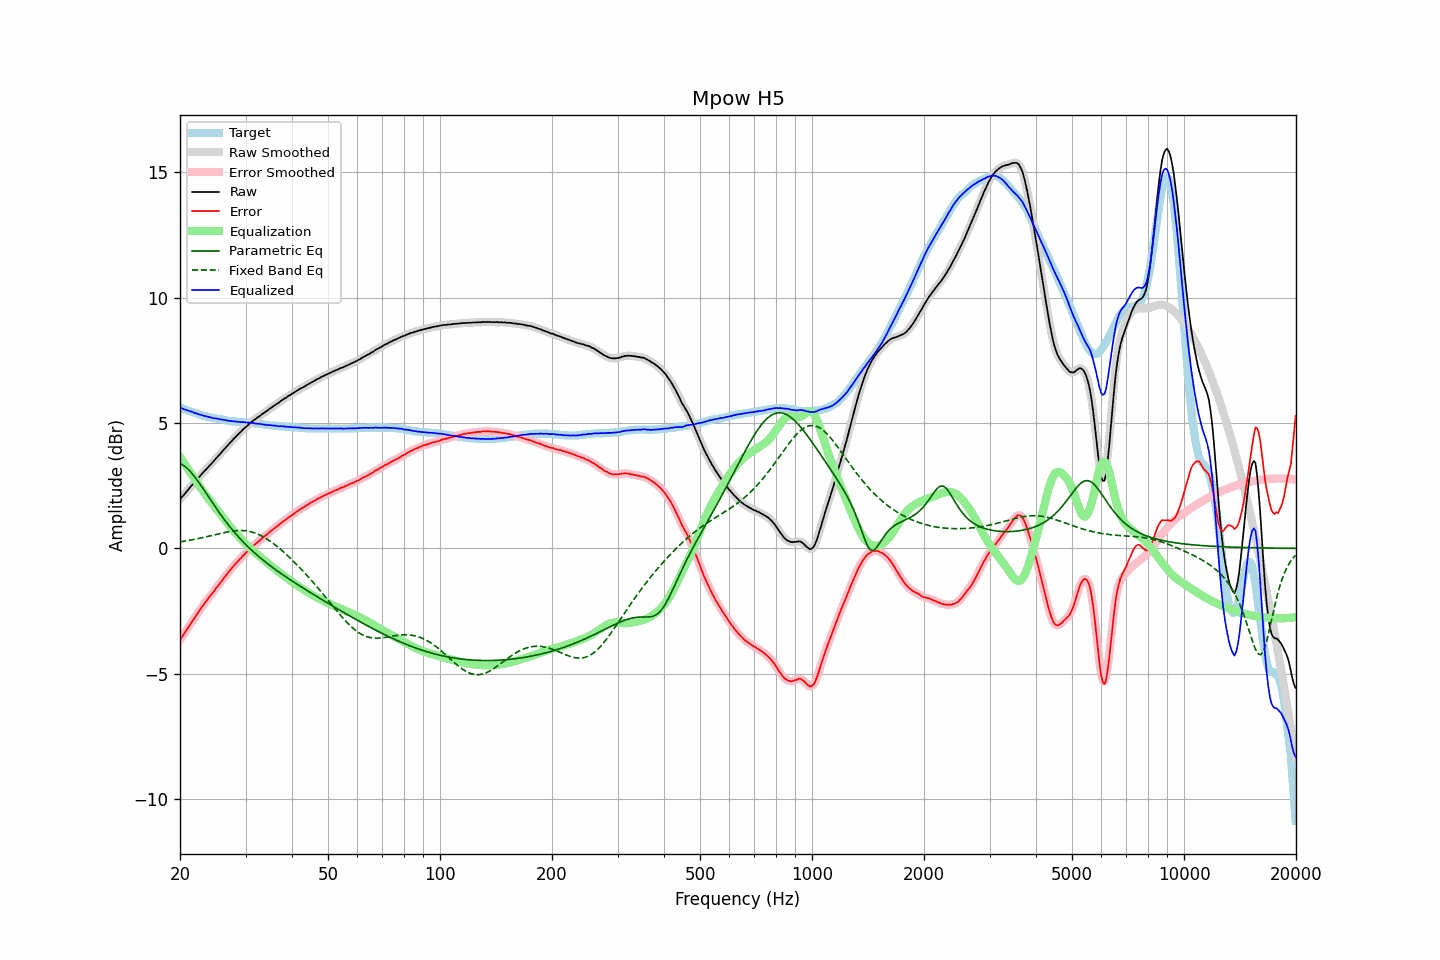 Mpow H5
Target
Raw Smoothed
Error Smoothed
Raw
Error
Equalization
Parametric Eq
Fixed Band Eq
Equalized
15
10
5
0
−5
−10
Amplitude (dBr)
20 50 100 200 500 1000 2000 5000 10000 20000
Frequency (Hz)